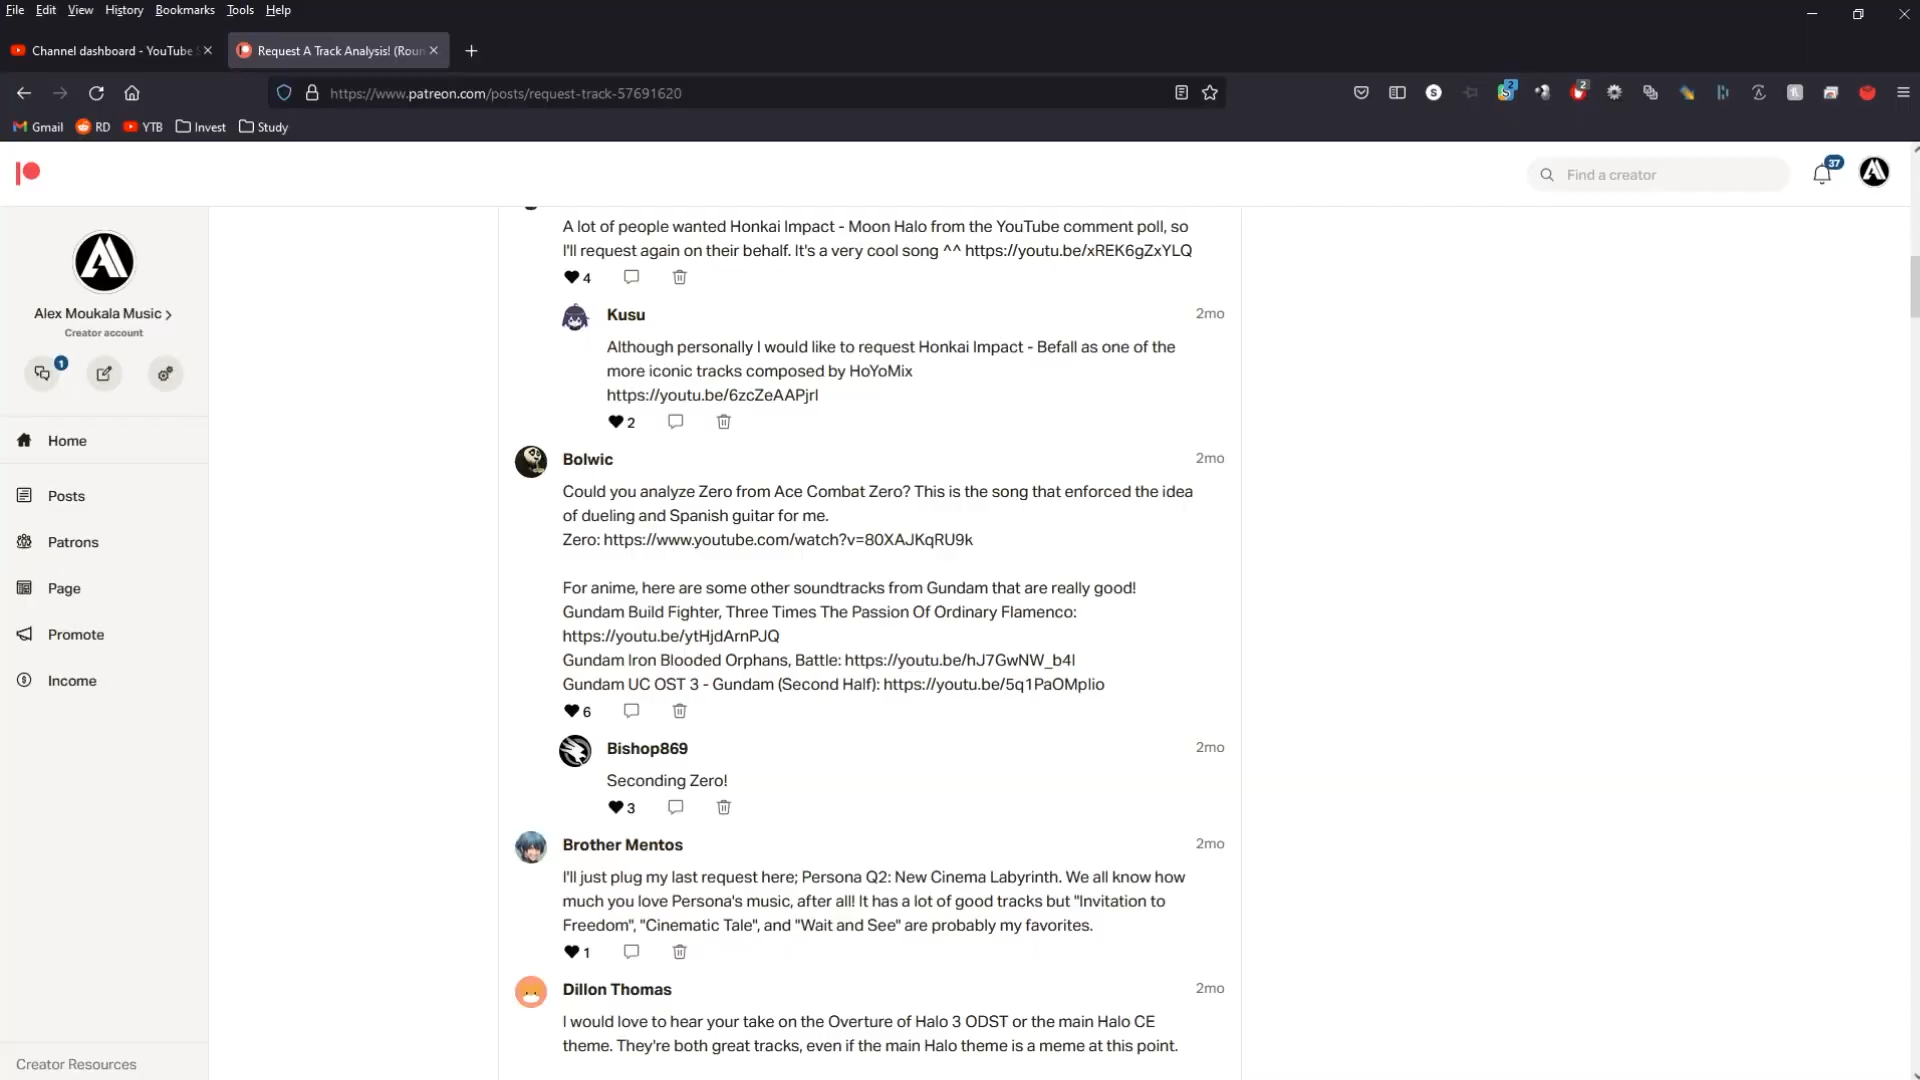 File Edit View History Bookmarks Tools Help
Channel dashboard - YouTube S
Request A Track Analysis! (Roun
https://www.patreon.com/posts/request-track-57691620
2
2
Gmail RD YTB Invest Study
Find a creator
37
Alex Moukala Music
Creator account
1
Home
Posts
Patrons
Page
Promote
Income
Creator Resources
A lot of people wanted Honkai Impact - Moon Halo from the YouTube comment poll, so
I'll request again on their behalf. It's a very cool song ^^ https://youtu.be/xREK6gZxYLQ
4
Kusu 2mo
Although personally I would like to request Honkai Impact - Befall as one of the
more iconic tracks composed by HoYoMix
https://youtu.be/6zcZeAAPjrI
2
Bolwic 2mo
Could you analyze Zero from Ace Combat Zero? This is the song that enforced the idea
of dueling and Spanish guitar for me.
Zero: https://www.youtube.com/watch?v=80XAJKqRU9k
For anime, here are some other soundtracks from Gundam that are really good!
Gundam Build Fighter, Three Times The Passion Of Ordinary Flamenco:
https://youtu.be/ytHjdArnPJQ
Gundam Iron Blooded Orphans, Battle: https://youtu.be/hJ7GwNW_b4I
Gundam UC OST 3 - Gundam (Second Half): https://youtu.be/5q1PaOMplio
6
Bishop869 2mo
Seconding Zero!
3
Brother Mentos 2mo
I'll just plug my last request here; Persona Q2: New Cinema Labyrinth. We all know how
much you love Persona's music, after all! It has a lot of good tracks but "Invitation to
Freedom", "Cinematic Tale", and "Wait and See" are probably my favorites.
1
Dillon Thomas 2mo
I would love to hear your take on the Overture of Halo 3 ODST or the main Halo CE
theme. They're both great tracks, even if the main Halo theme is a meme at this point.